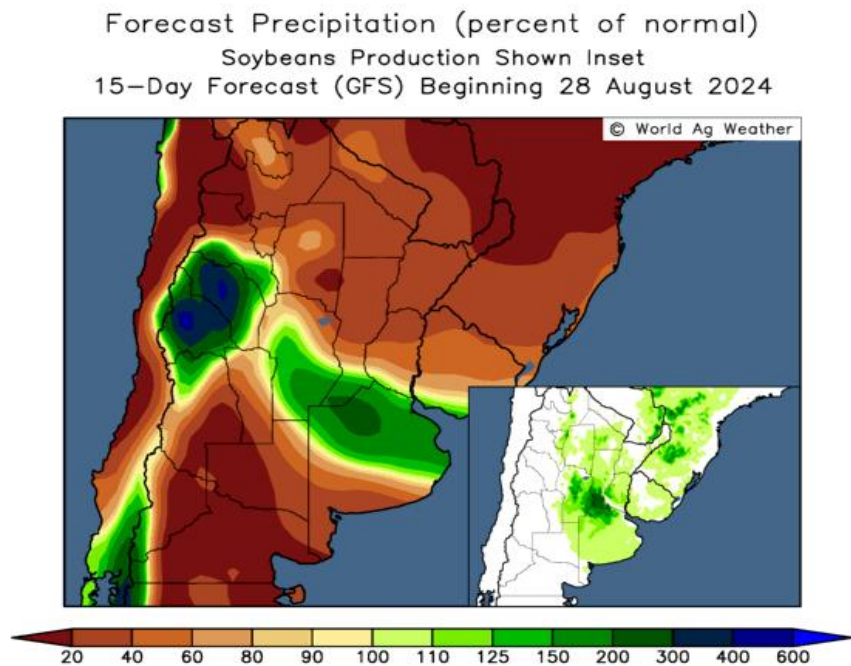 Forecast Precipitation (percent of normal)
Soybeans Production Shown Inset
15-Day Forecast (GFS) Beginning 28 August 2024
© World Ag Weather
20 40 60 80 90 100 110 125 150 200 300 400 600